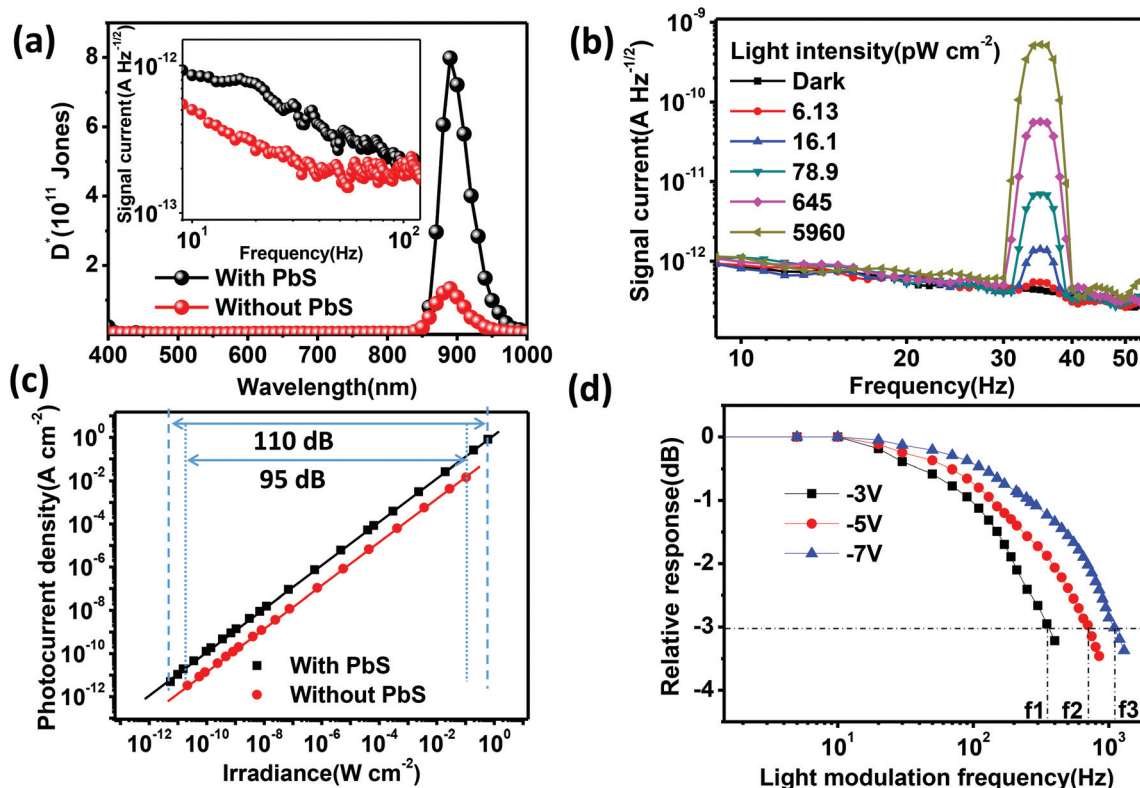 (a)
D*(10¹¹ Jones)
8
6
4
2
400 500 600 700 800 900 1000
Wavelength(nm)
Signal current(A Hz⁻¹/²)
10⁻¹²
10⁻¹³
10¹ 10²
Frequency(Hz)
With PbS
Without PbS
(b)
Signal current(A Hz⁻¹/²)
10⁻⁹
10⁻¹⁰
10⁻¹¹
10⁻¹²
Light intensity(pW cm⁻²)
Dark
6.13
16.1
78.9
645
5960
10 20 30 40 50
Frequency(Hz)
(c)
Photocurrent density(A cm⁻²)
10⁰
10⁻²
10⁻⁴
10⁻⁶
10⁻⁸
10⁻¹⁰
10⁻¹²
110 dB
95 dB
With PbS
Without PbS
10⁻¹² 10⁻¹⁰ 10⁻⁸ 10⁻⁶ 10⁻⁴ 10⁻² 10⁰
Irradiance(W cm⁻²)
(d)
Relative response(dB)
0
-1
-2
-3
-4
-3V
-5V
-7V
f1 f2 f3
10¹ 10² 10³
Light modulation frequency(Hz)